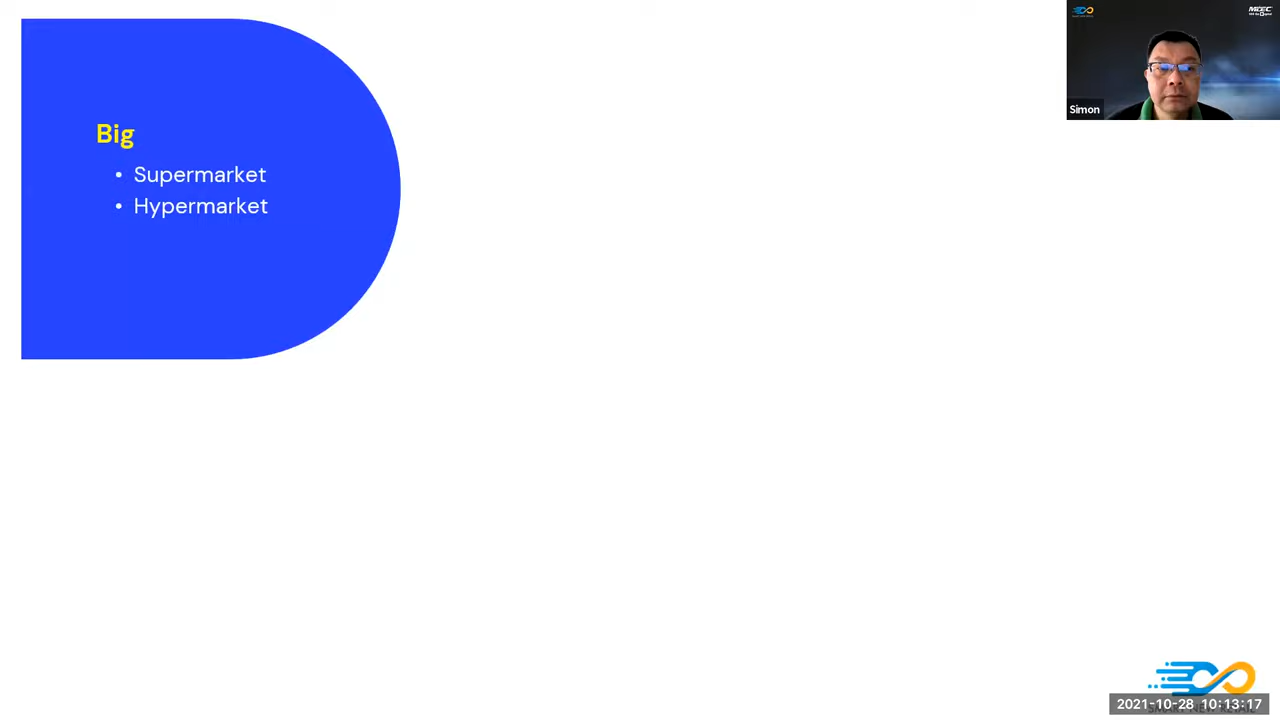 Big
• Supermarket
• Hypermarket
Simon
2021-10-28 10:13:17